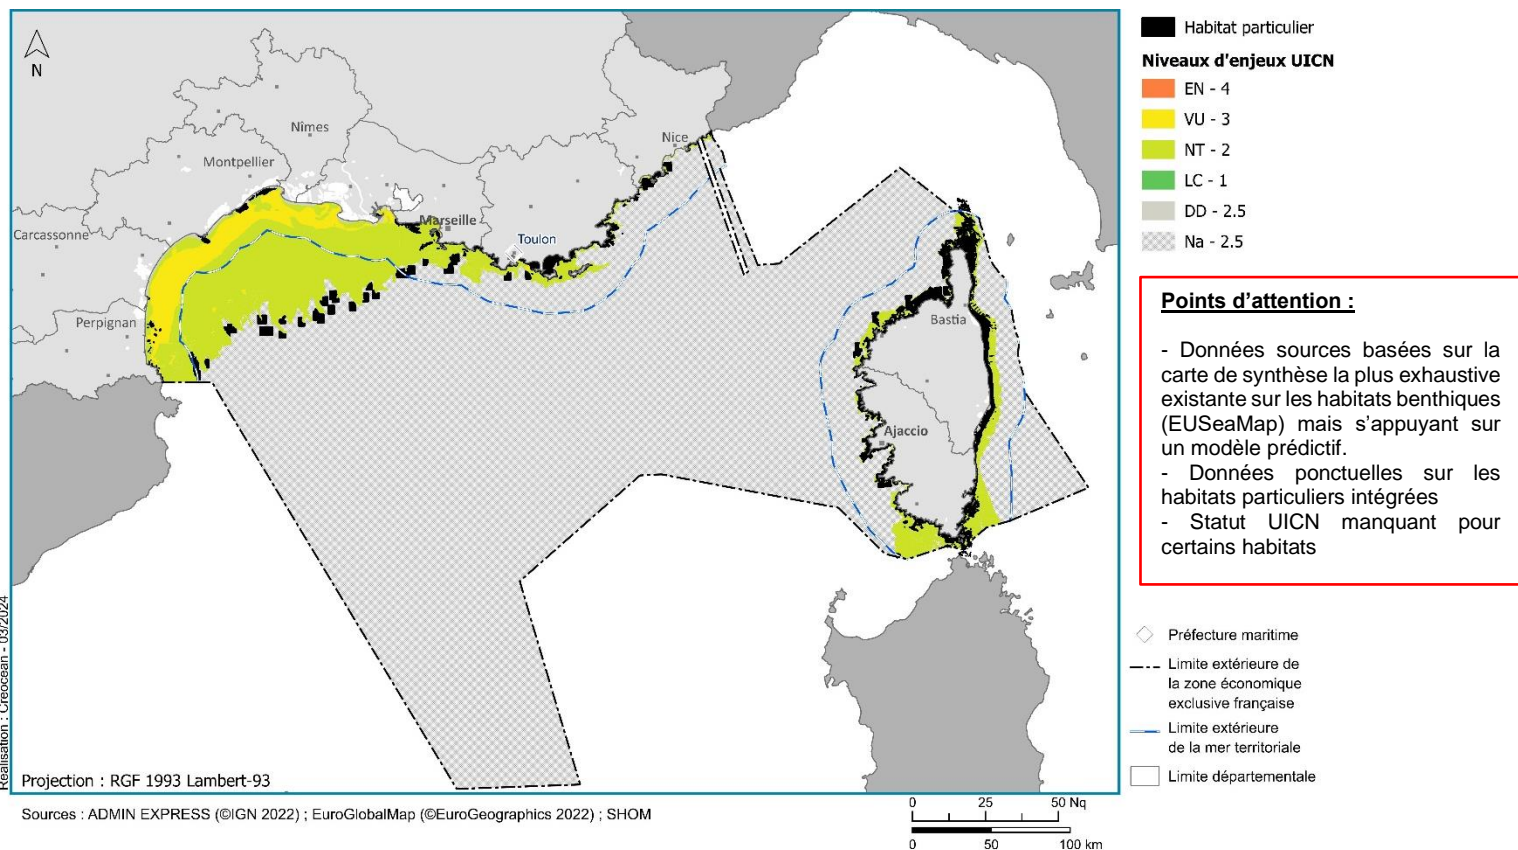 N
Nîmes
Montpellier
Nice
Marseille
Carcassonne
Toulon
Perpignan
Bastia
Ajaccio
Réalisation : Créocéan - 03/2024
Projection : RGF 1993 Lambert-93
Sources : ADMIN EXPRESS (©IGN 2022) ; EuroGlobalMap (©EuroGeographics 2022) ; SHOM
Habitat particulier
Niveaux d'enjeux UICN
EN - 4
VU - 3
NT - 2
LC - 1
DD - 2.5
Na - 2.5
Points d’attention :
- Données sources basées sur la
carte de synthèse la plus exhaustive
existante sur les habitats benthiques
(EUSeaMap) mais s’appuyant sur
un modèle prédictif.
- Données ponctuelles sur les
habitats particuliers intégrées
- Statut UICN manquant pour
certains habitats
Préfecture maritime
Limite extérieure de
la zone économique
exclusive française
Limite extérieure
de la mer territoriale
Limite départementale
0 25 50 Nq
0 50 100 km